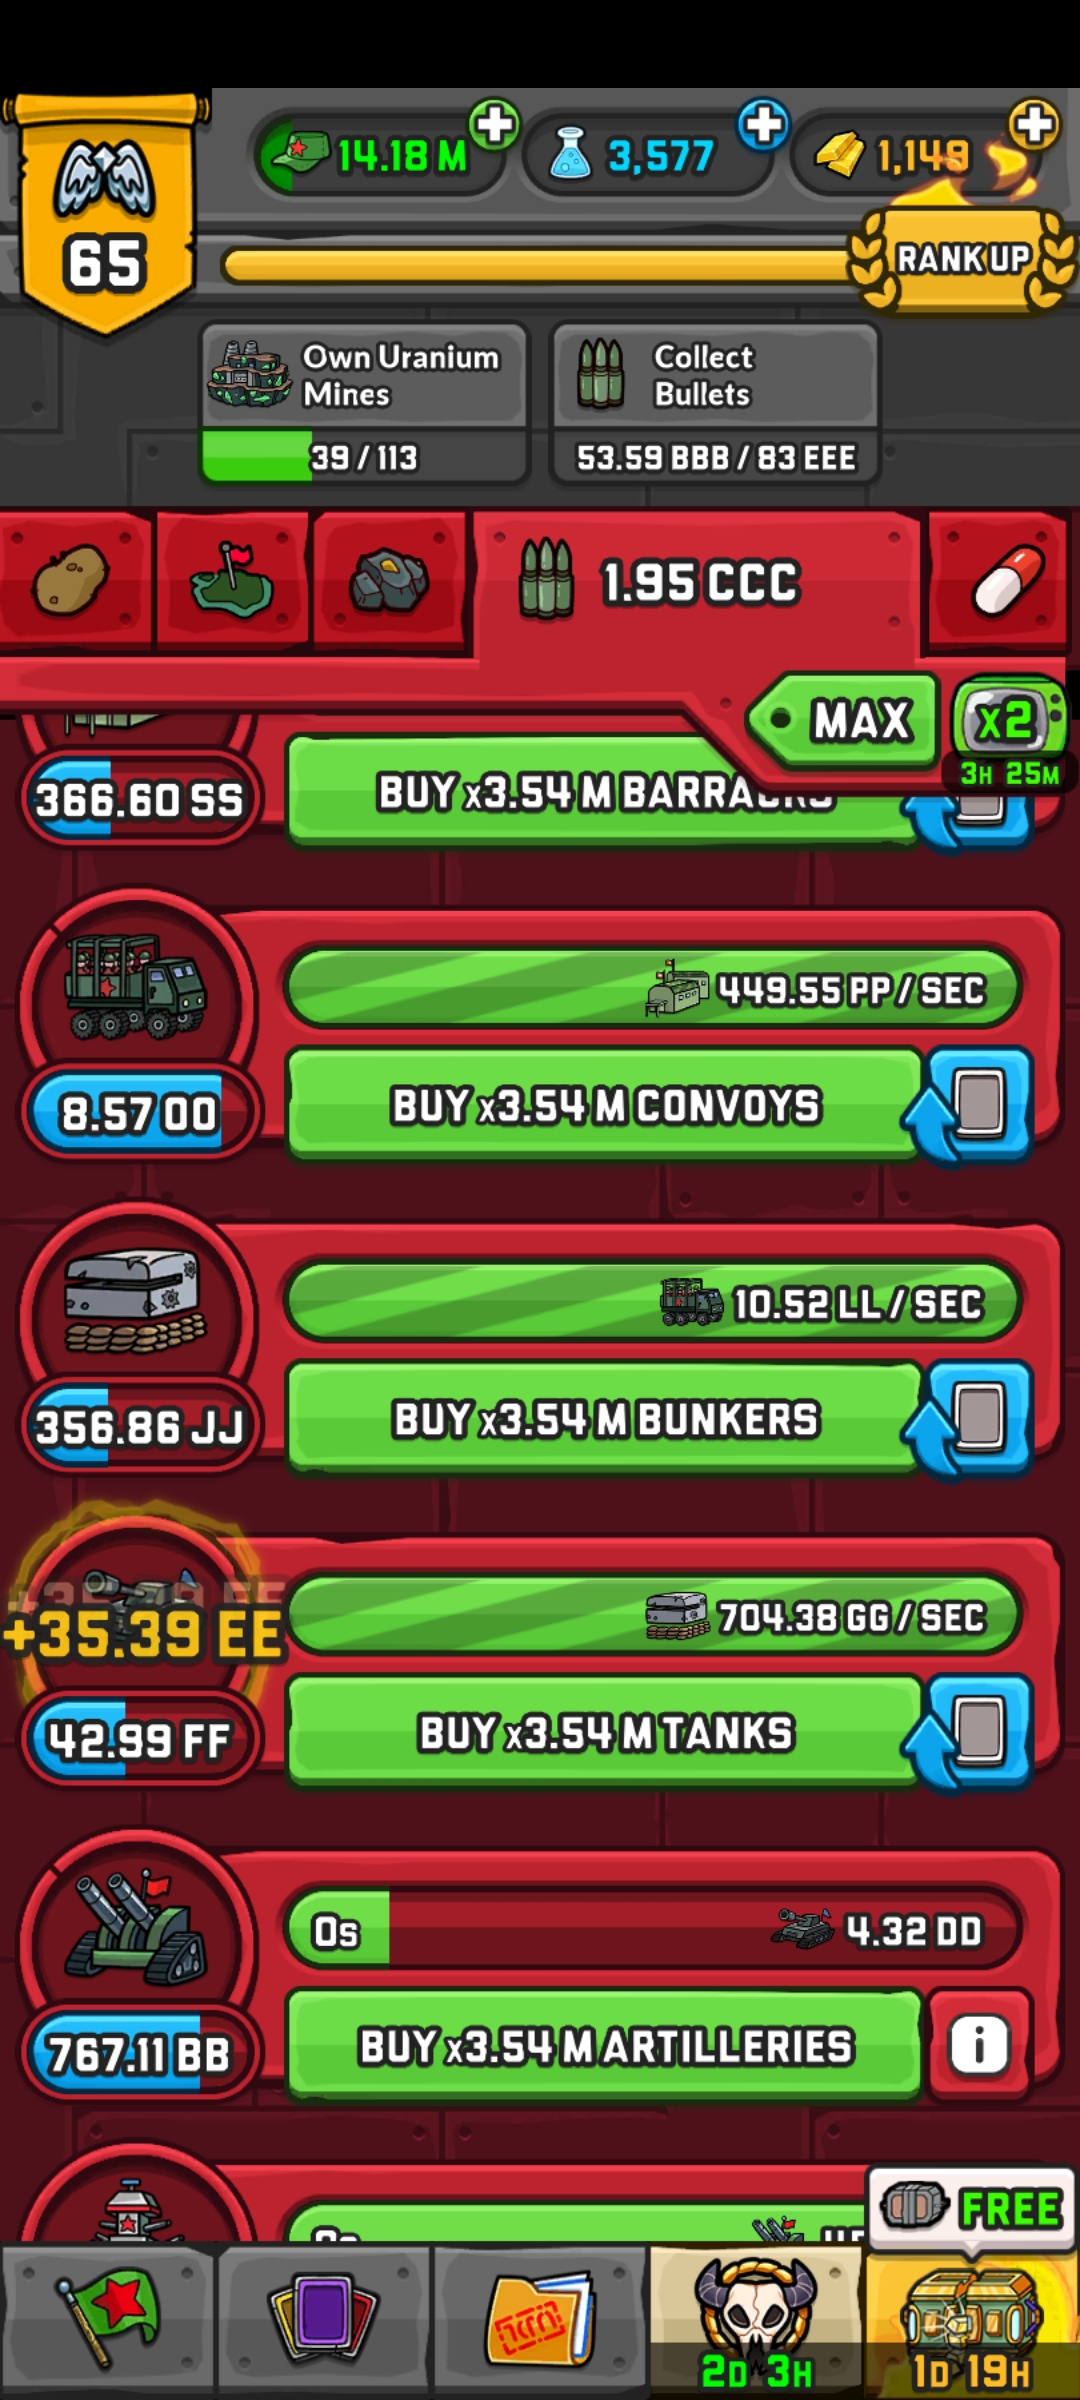 14.18 M
3,577
1,149
65
RANK UP
Own Uranium
Mines
39 / 113
Collect
Bullets
53.59 BBB / 83 EEE
1.95 CCC
MAX
x2
3H 25M
366.60 SS
BUY x3.54 M BARRACKS
449.55 PP / SEC
8.57 OO
BUY x3.54 M CONVOYS
10.52 LL / SEC
356.86 JJ
BUY x3.54 M BUNKERS
+35.39 EE
704.38 GG / SEC
42.99 FF
BUY x3.54 M TANKS
0s
4.32 DD
767.11 BB
BUY x3.54 M ARTILLERIES
i
FREE
2D 3H
1D 19H